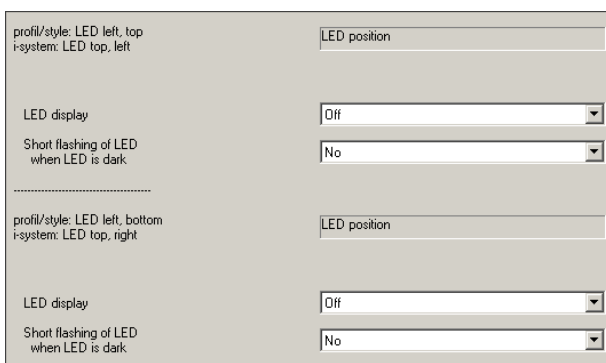 profil/style: LED left, top
i-system: LED top, left
LED position
LED display
Off
Short flashing of LED
when LED is dark
No
----------------------------------------
profil/style: LED left, bottom
i-system: LED top, right
LED position
LED display
Off
Short flashing of LED
when LED is dark
No